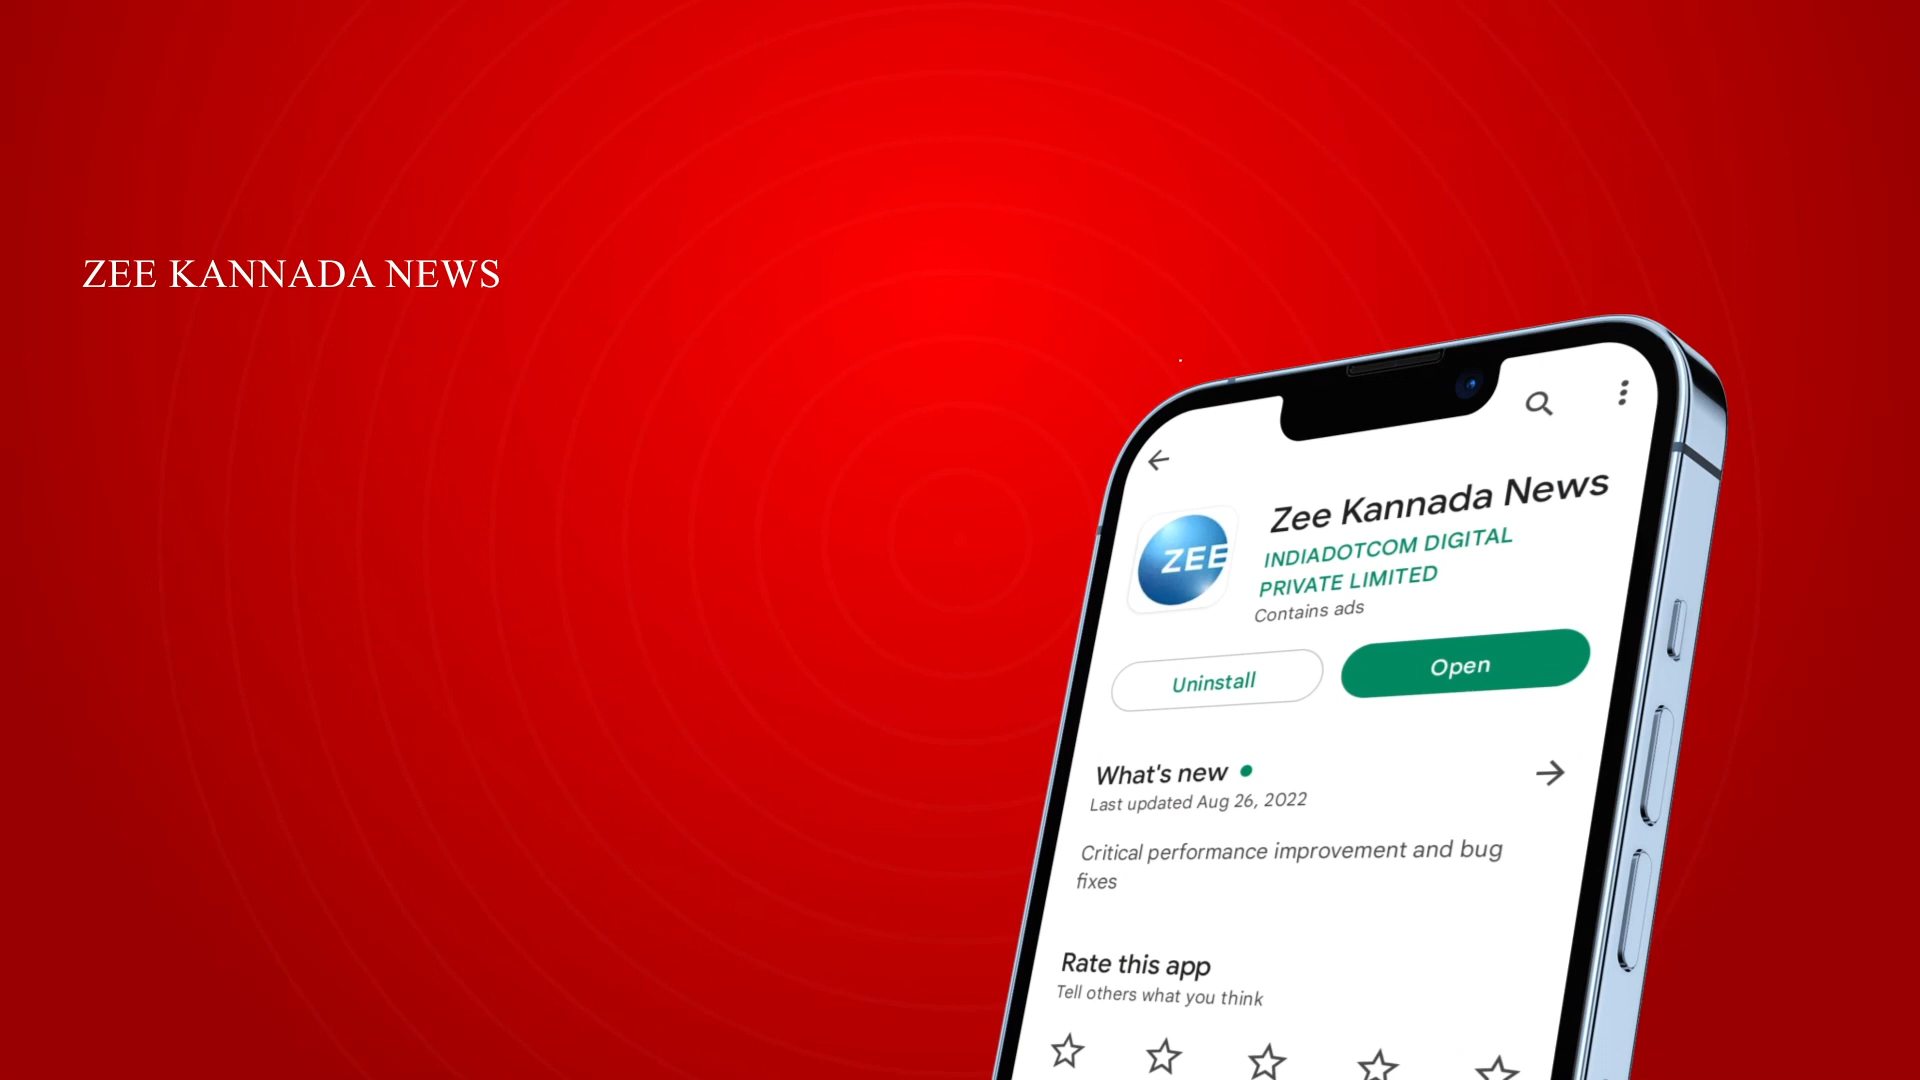 ZEE KANNADA NEWS
Zee Kannada News
ZEE
INDIADOTCOM DIGITAL
PRIVATE LIMITED
Contains ads
Uninstall
Open
What's new
Last updated Aug 26, 2022
Critical performance improvement and bug
fixes
Rate this app
Tell others what you think